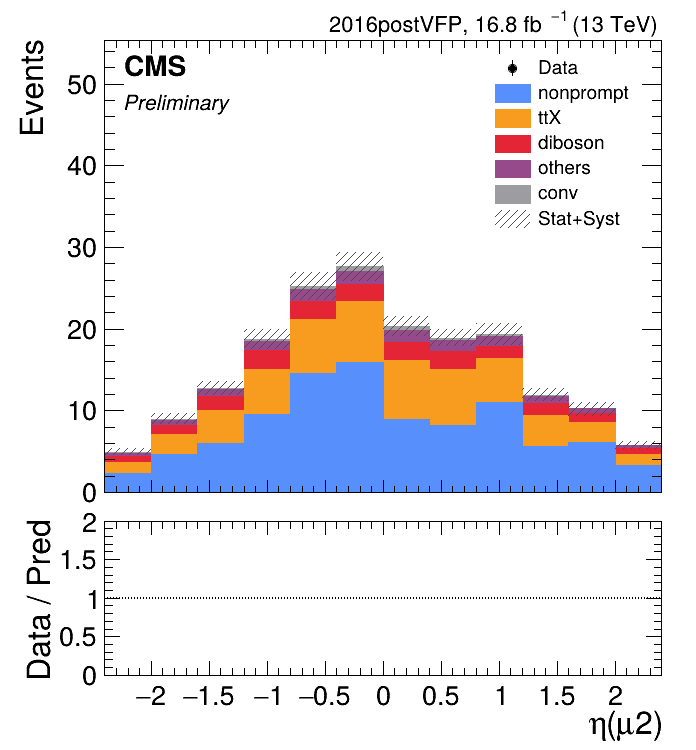 2016postVFP, 16.8 fb⁻¹ (13 TeV)
CMS
Preliminary
Data
nonprompt
ttX
diboson
others
conv
Stat+Syst
Events
50
40
30
20
10
0
Data / Pred
2
1.5
1
0.5
0
−2 −1.5 −1 −0.5 0 0.5 1 1.5 2
η(μ2)